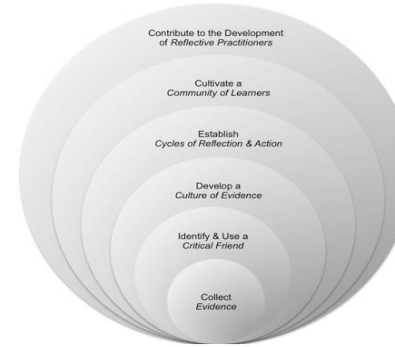 Contribute to the Development
of Reflective Practitioners
Cultivate a
Community of Learners
Establish
Cycles of Reflection & Action
Develop a
Culture of Evidence
Identify & Use a
Critical Friend
Collect
Evidence